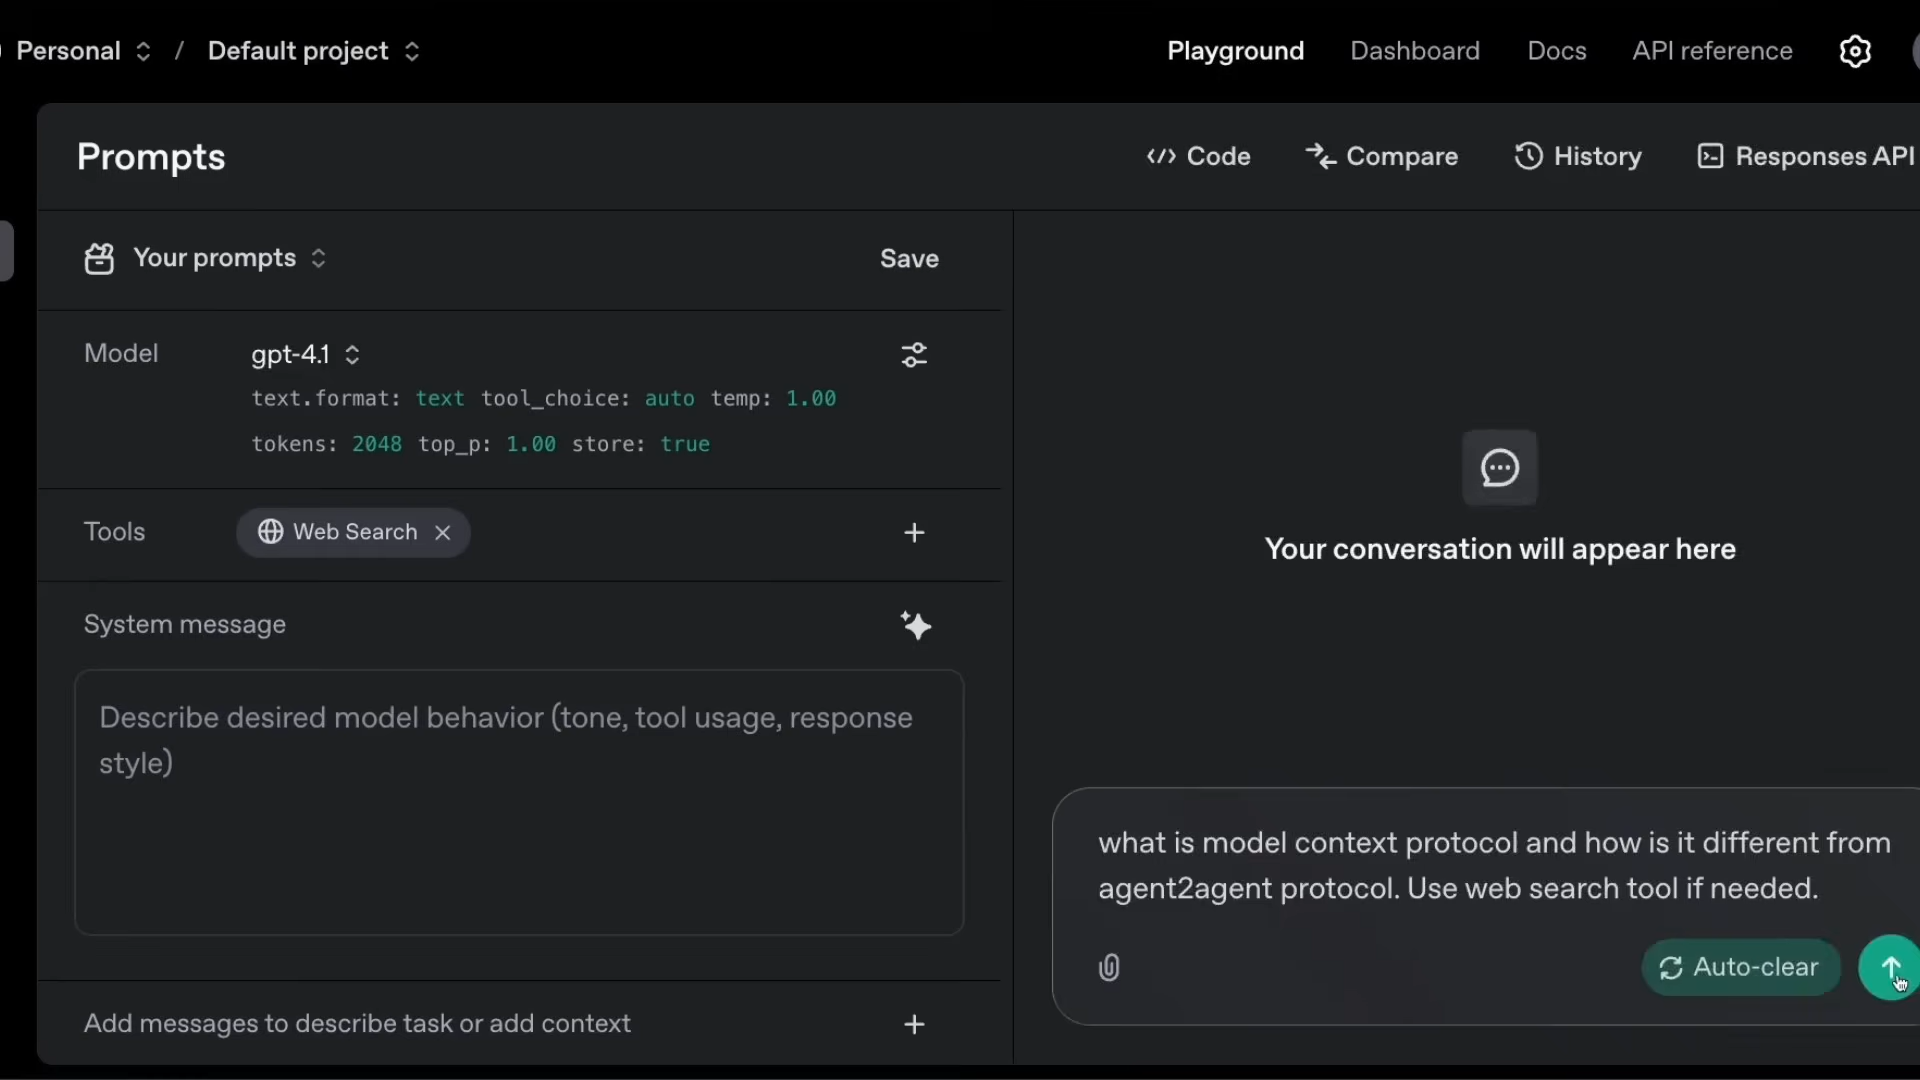 Personal / Default project
Playground Dashboard Docs API reference
Prompts
Code Compare History Responses API
Your prompts
Save
Model
gpt-4.1
text.format: text tool_choice: auto temp: 1.00
tokens: 2048 top_p: 1.00 store: true
Tools
Web Search
System message
Describe desired model behavior (tone, tool usage, response
style)
Add messages to describe task or add context
Your conversation will appear here
what is model context protocol and how is it different from
agent2agent protocol. Use web search tool if needed.
Auto-clear